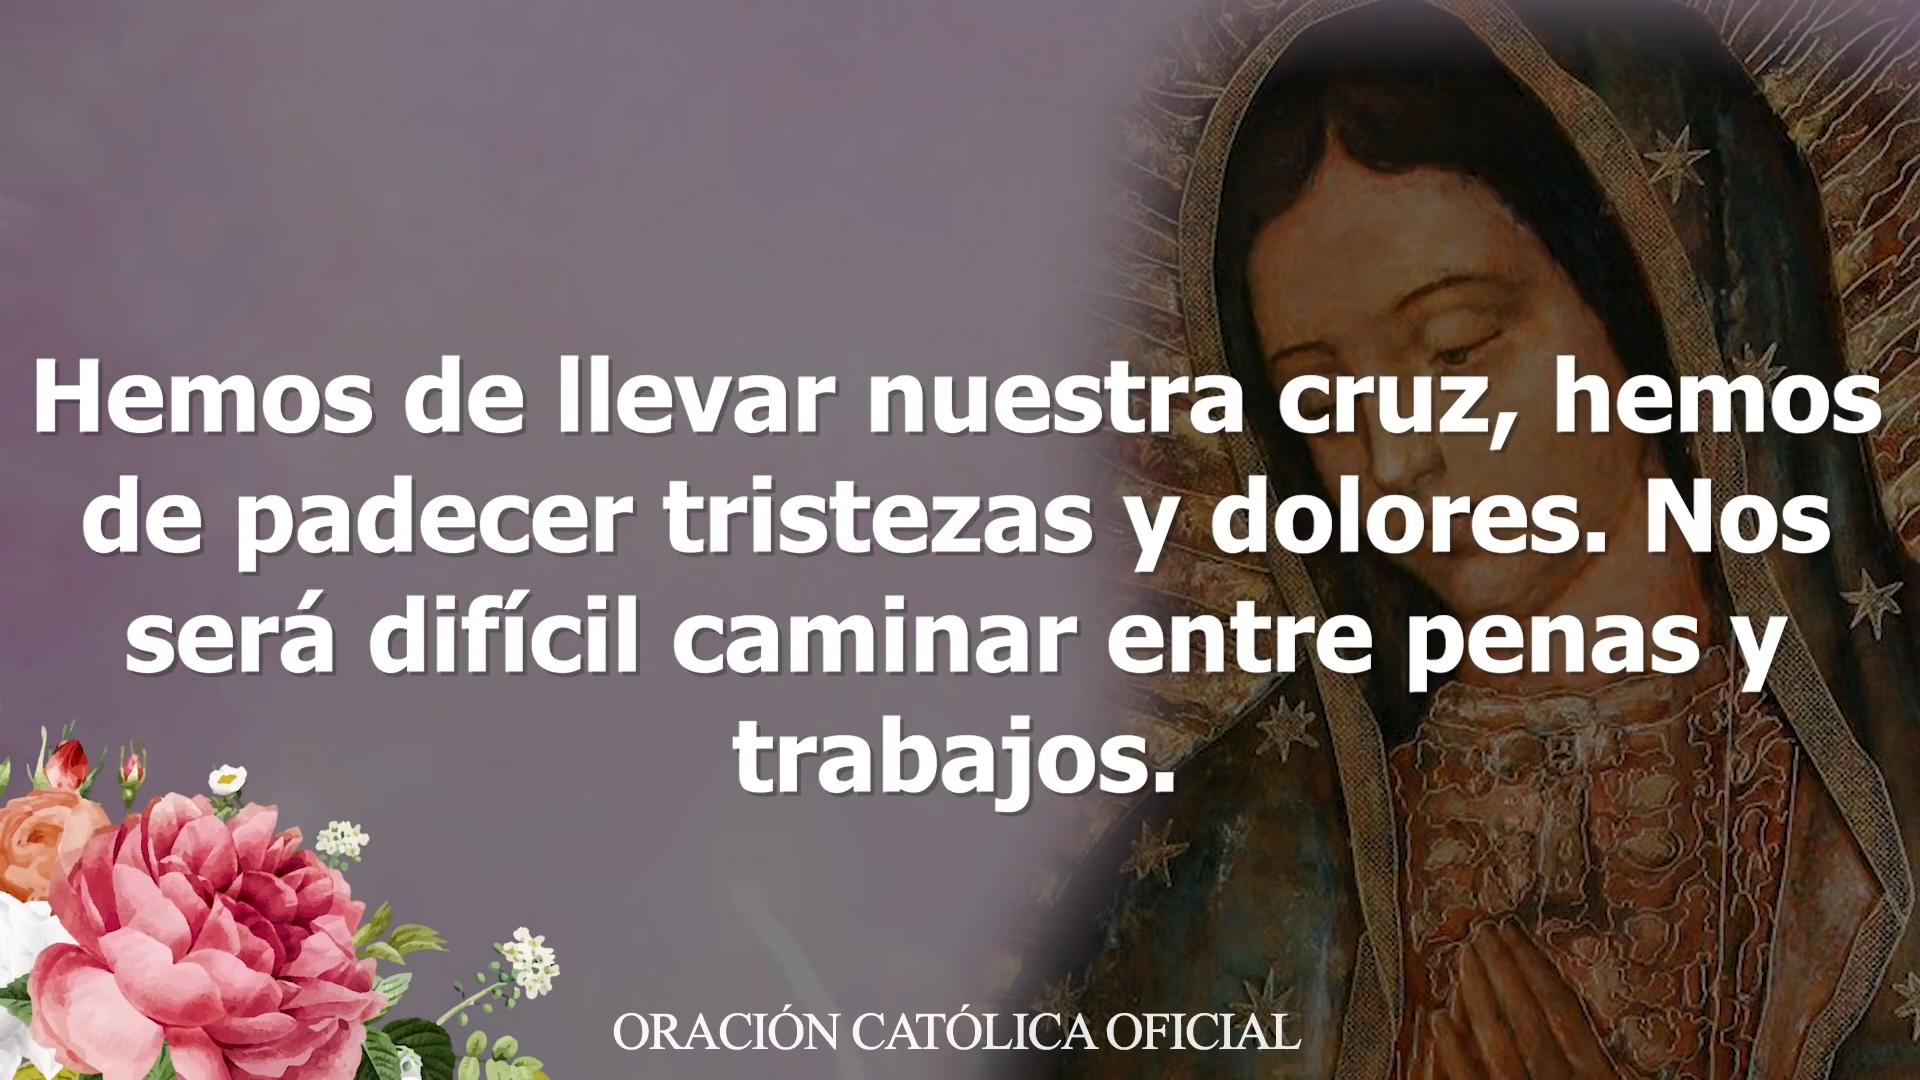 Hemos de llevar nuestra cruz, hemos
de padecer tristezas y dolores. Nos
será difícil caminar entre penas y
trabajos.
ORACIÓN CATÓLICA OFICIAL